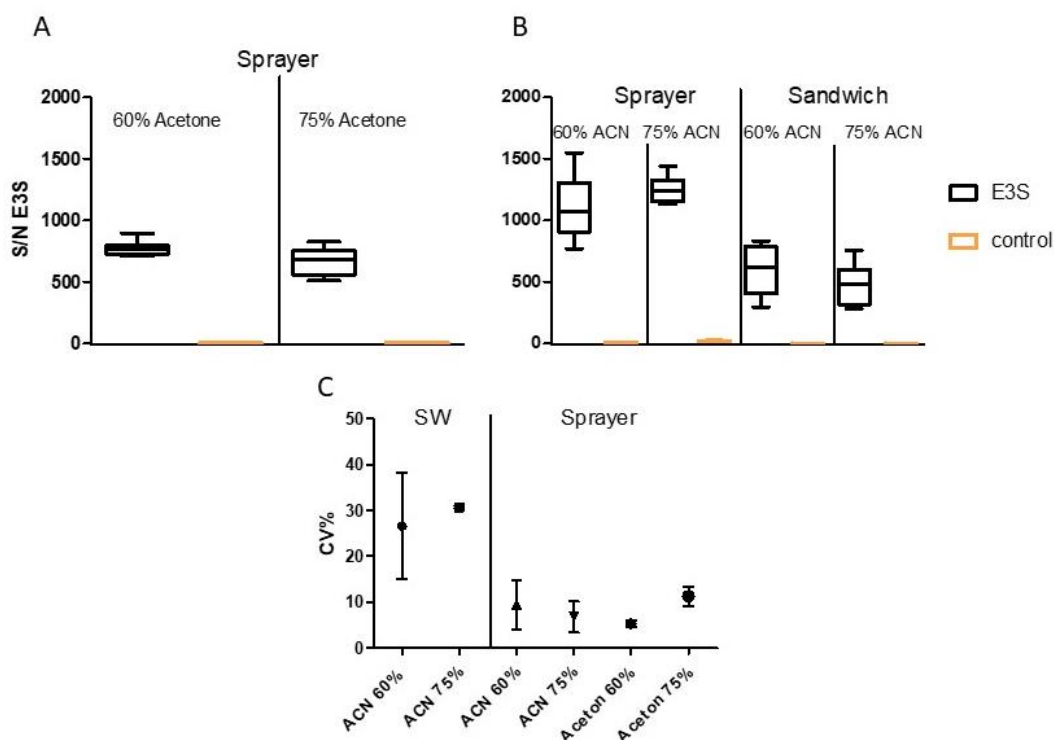 A
Sprayer
2000
1500
1000
500
0
S/N E3S
60% Acetone
75% Acetone
B
Sprayer
Sandwich
2000
1500
1000
500
0
60% ACN
75% ACN
60% ACN
75% ACN
E3S
control
C
SW
Sprayer
50
40
30
20
10
0
CV%
ACN 60%
ACN 75%
ACN 60%
ACN 75%
Aceton 60%
Aceton 75%